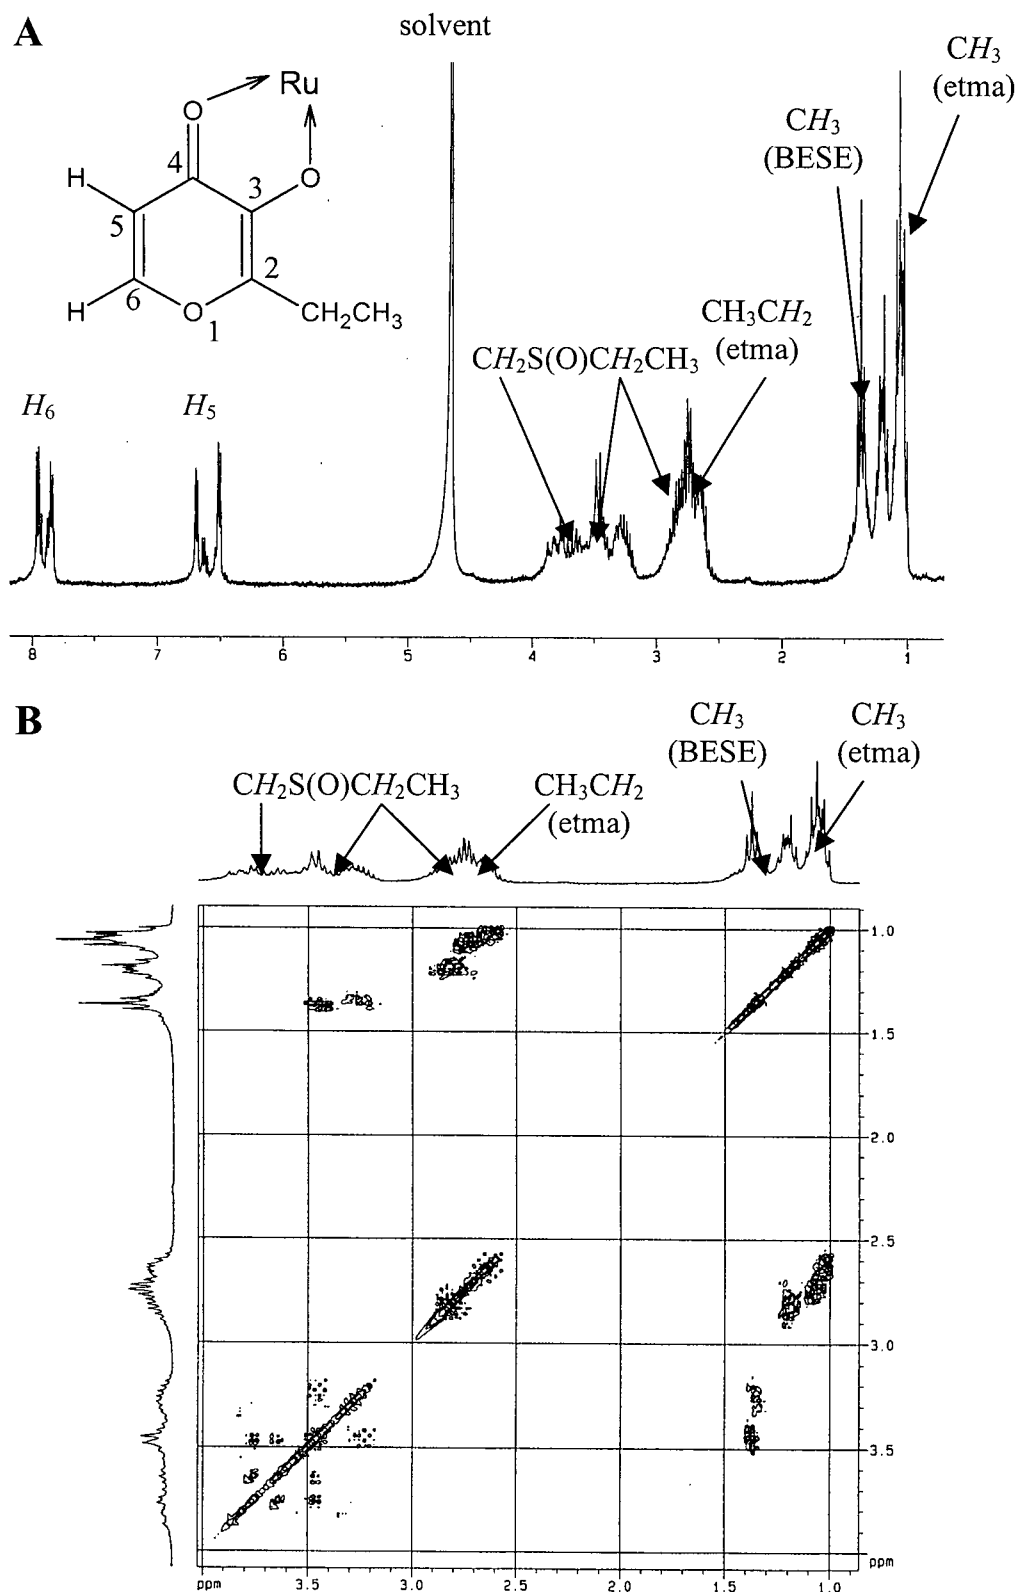 A
solvent
CH3
(etma)
CH3
(BESE)
Ru
O
O
4
3
H
5
2
H
6
O
1
CH2CH3
CH3CH2
(etma)
CH2S(O)CH2CH3
H6
H5
8 7 6 5 4 3 2 1
B
CH3
(BESE)
CH3
(etma)
CH2S(O)CH2CH3
CH3CH2
(etma)
1.0
1.5
2.0
2.5
3.0
3.5
ppm
ppm 3.5 3.0 2.5 2.0 1.5 1.0